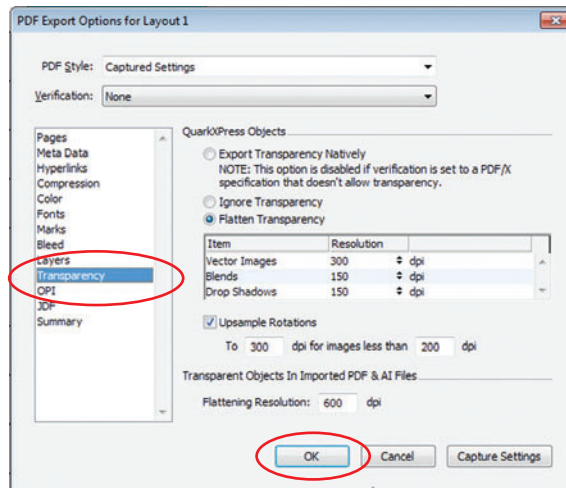 PDF Export Options for Layout 1
PDF Style: Captured Settings
Verification: None
Pages
Meta Data
Hyperlinks
Compression
Color
Fonts
Marks
Bleed
Layers
Transparency
OPI
JDF
Summary
QuarkXPress Objects
Export Transparency Natively
NOTE: This option is disabled if verification is set to a PDF/X
specification that doesn't allow transparency.
Ignore Transparency
Flatten Transparency
Item Resolution
Vector Images 300 dpi
Blends 150 dpi
Drop Shadows 150 dpi
Upsample Rotations
To 300 dpi for images less than 200 dpi
Transparent Objects In Imported PDF & AI Files
Flattening Resolution: 600 dpi
OK Cancel Capture Settings